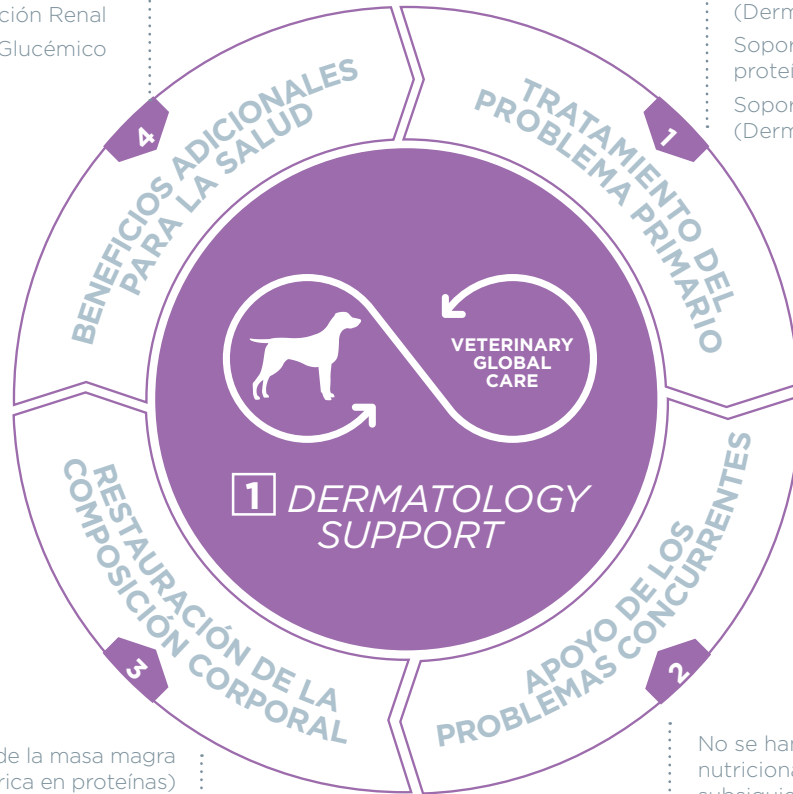 ción Renal
Glucémico
(Derm
Sopor
prote
Sopor
(Derm
4
BENEFICIOS ADICIONALES
PARA LA SALUD
1
TRATAMIENTO DEL
PROBLEMA PRIMARIO
VETERINARY
GLOBAL
CARE
1 DERMATOLOGY
SUPPORT
3
RESTAURACIÓN DE LA
COMPOSICIÓN CORPORAL
2
APOYO DE LOS
PROBLEMAS CONCURRENTES
de la masa magra
rica en proteínas)
No se har
nutriciona